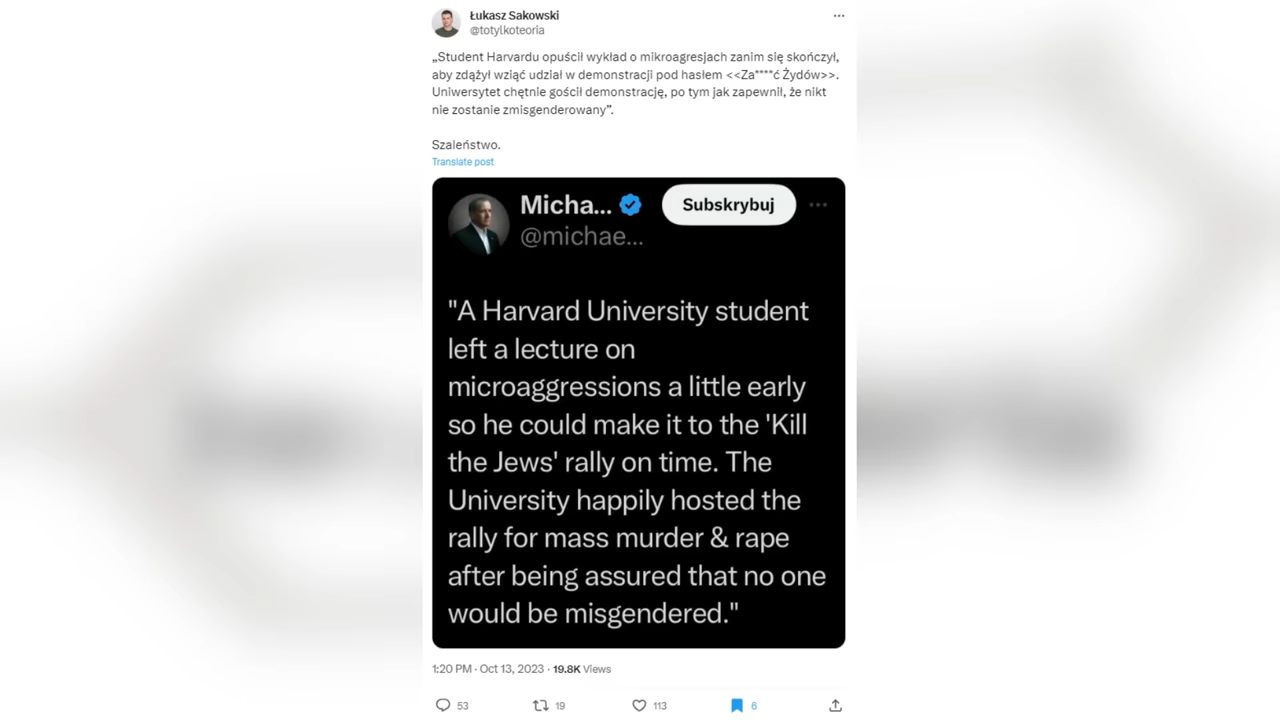 Łukasz Sakowski
@totylkoteoria
„Student Harvardu opuścił wykład o mikroagresjach zanim się skończył,
aby zdążył wziąć udział w demonstracji pod hasłem <<Za****ć Żydów>>.
Uniwersytet chętnie gościł demonstrację, po tym jak zapewnił, że nikt
nie zostanie zmisgenderowany”.
Szaleństwo.
Translate post
Micha...
Subskrybuj
@michae...
"A Harvard University student
left a lecture on
microaggressions a little early
so he could make it to the 'Kill
the Jews' rally on time. The
University happily hosted the
rally for mass murder & rape
after being assured that no one
would be misgendered."
1:20 PM · Oct 13, 2023 · 19.8K Views
53 19 113 6